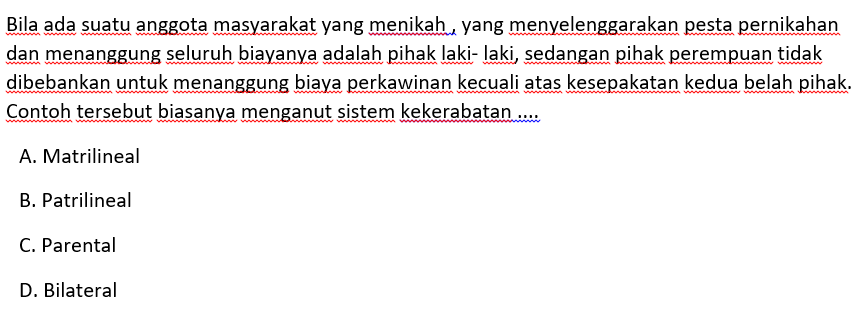 Bila ada suatu anggota masyarakat yang menikah , yang menyelenggarakan pesta pernikahan
dan menanggung seluruh biayanya adalah pihak laki- laki, sedangan pihak perempuan tidak
dibebankan untuk menanggung biaya perkawinan kecuali atas kesepakatan kedua belah pihak.
Contoh tersebut biasanya menganut sistem kekerabatan ....
A. Matrilineal
B. Patrilineal
C. Parental
D. Bilateral